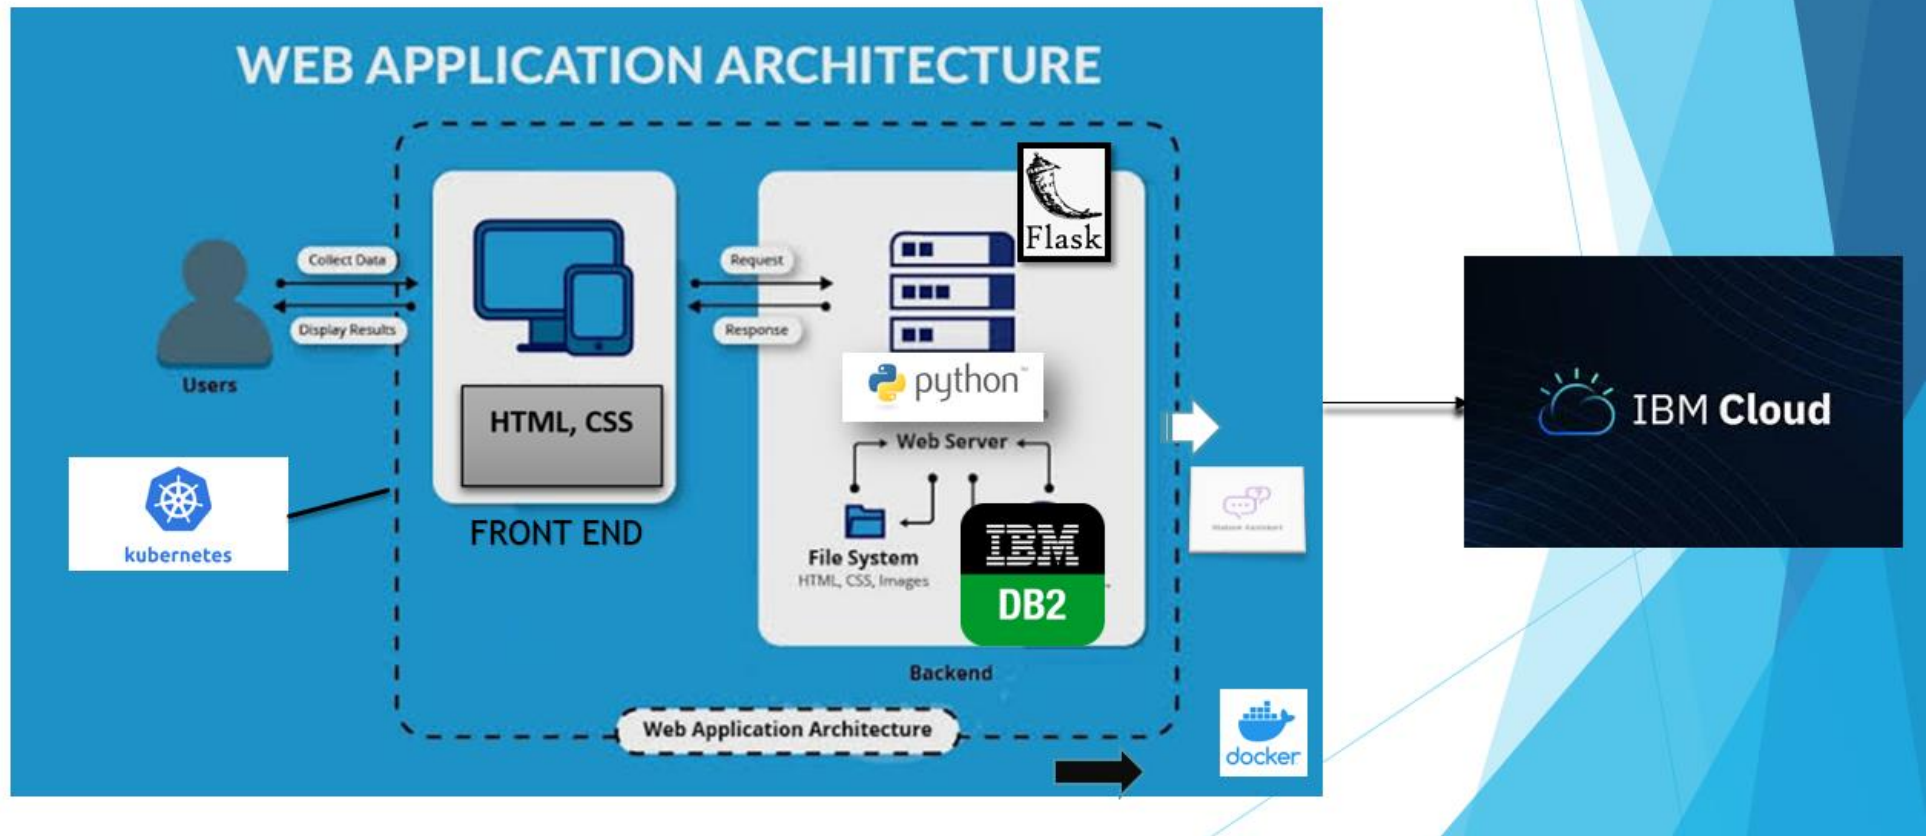 WEB APPLICATION ARCHITECTURE
Flask
Collect Data
Request
Display Results
Response
Users
python
HTML, CSS
Web Server
IBM Cloud
kubernetes
FRONT END
File System
HTML, CSS, Images
IBM
DB2
Backend
Web Application Architecture
docker